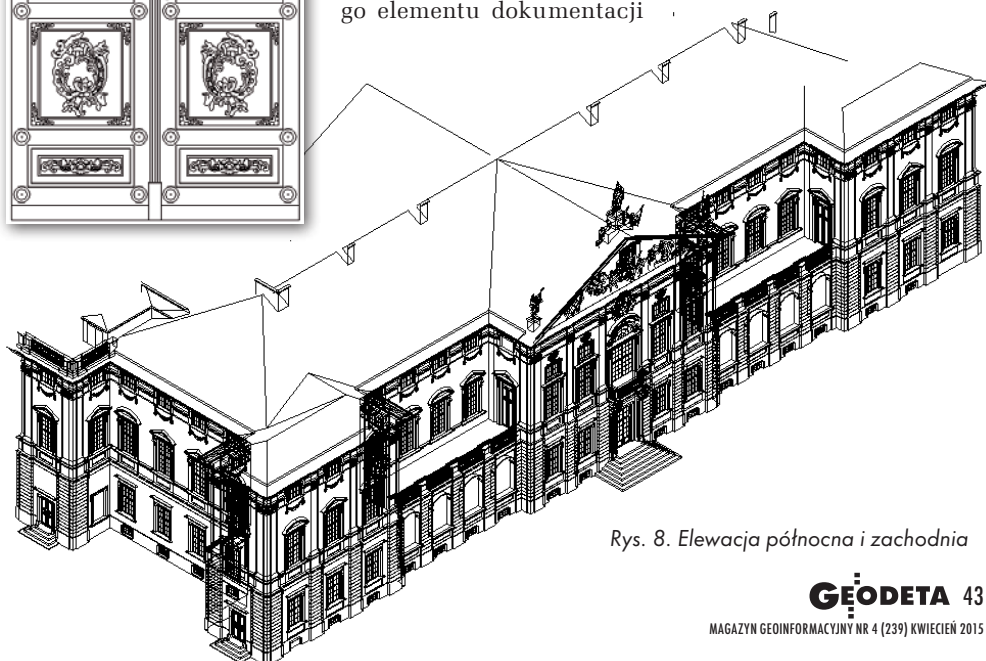 go elementu dokumentacji
Rys. 8. Elewacja północna i zachodnia
GEODETA 43
MAGAZYN GEOINFORMACYJNY NR 4 (239) KWIECIEŃ 2015